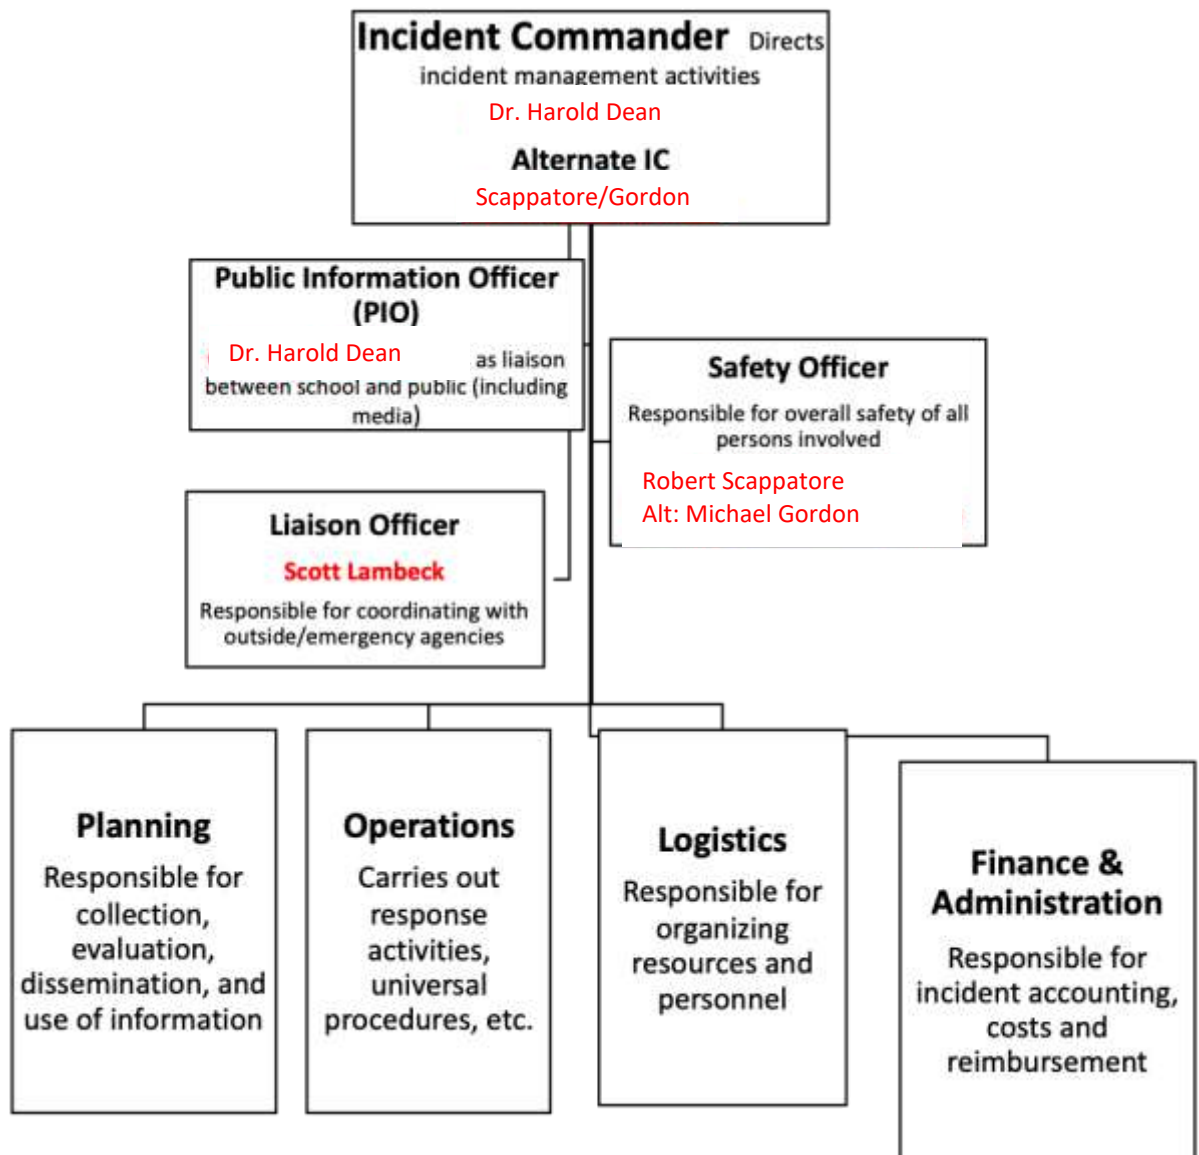 Incident Commander Directs
incident management activities
Dr. Harold Dean
Alternate IC
Scappatore/Gordon
Public Information Officer
(PIO)
Dr. Harold Dean as liaison
between school and public (including
media)
Safety Officer
Responsible for overall safety of all
persons involved
Robert Scappatore
Alt: Michael Gordon
Liaison Officer
Scott Lambeck
Responsible for coordinating with
outside/emergency agencies
Planning
Responsible for
collection,
evaluation,
dissemination, and
use of information
Operations
Carries out
response
activities,
universal
procedures, etc.
Logistics
Responsible for
organizing
resources and
personnel
Finance &
Administration
Responsible for
incident accounting,
costs and
reimbursement